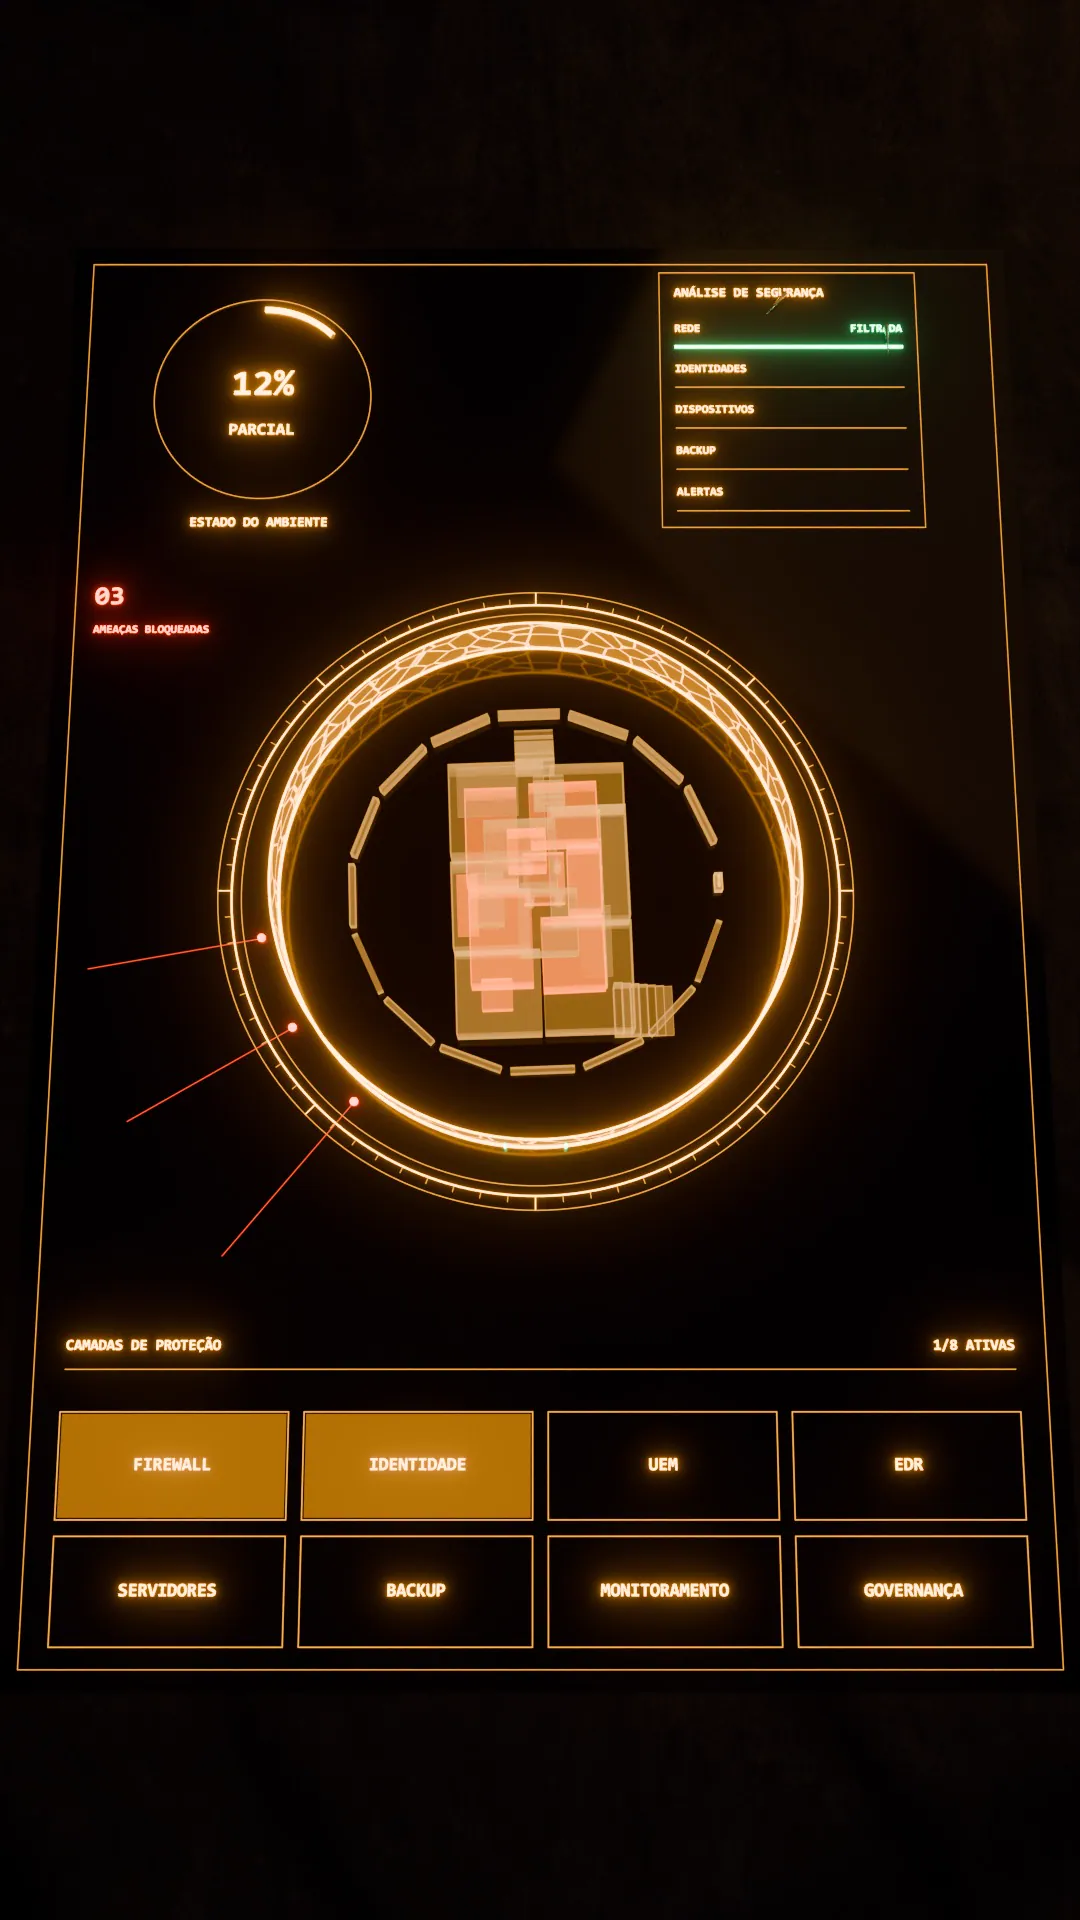 12%
PARCIAL
ESTADO DO AMBIENTE
ANÁLISE DE SEGURANÇA
REDE FILTRADA
IDENTIDADES
DISPOSITIVOS
BACKUP
ALERTAS
03
AMEAÇAS BLOQUEADAS
CAMADAS DE PROTEÇÃO 1/8 ATIVAS
FIREWALL IDENTIDADE UEM EDR
SERVIDORES BACKUP MONITORAMENTO GOVERNANÇA